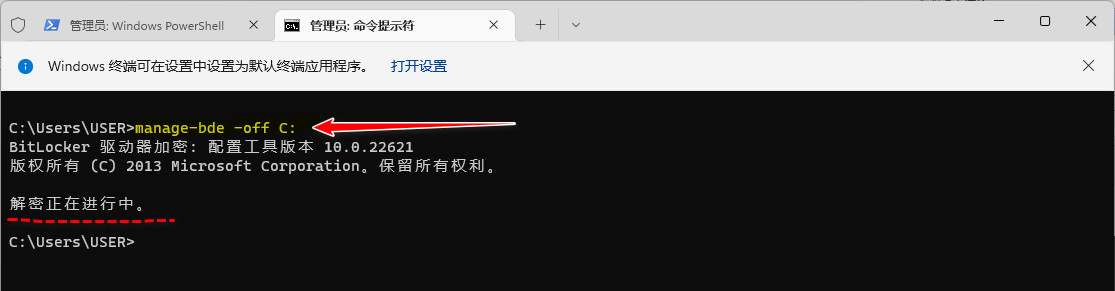 管理员: Windows PowerShell
管理员: 命令提示符
Windows 终端可在设置中设置为默认终端应用程序。 打开设置
C:\Users\USER>manage-bde -off C:
BitLocker 驱动器加密: 配置工具版本 10.0.22621
版权所有 (C) 2013 Microsoft Corporation。保留所有权利。
解密正在进行中。
C:\Users\USER>